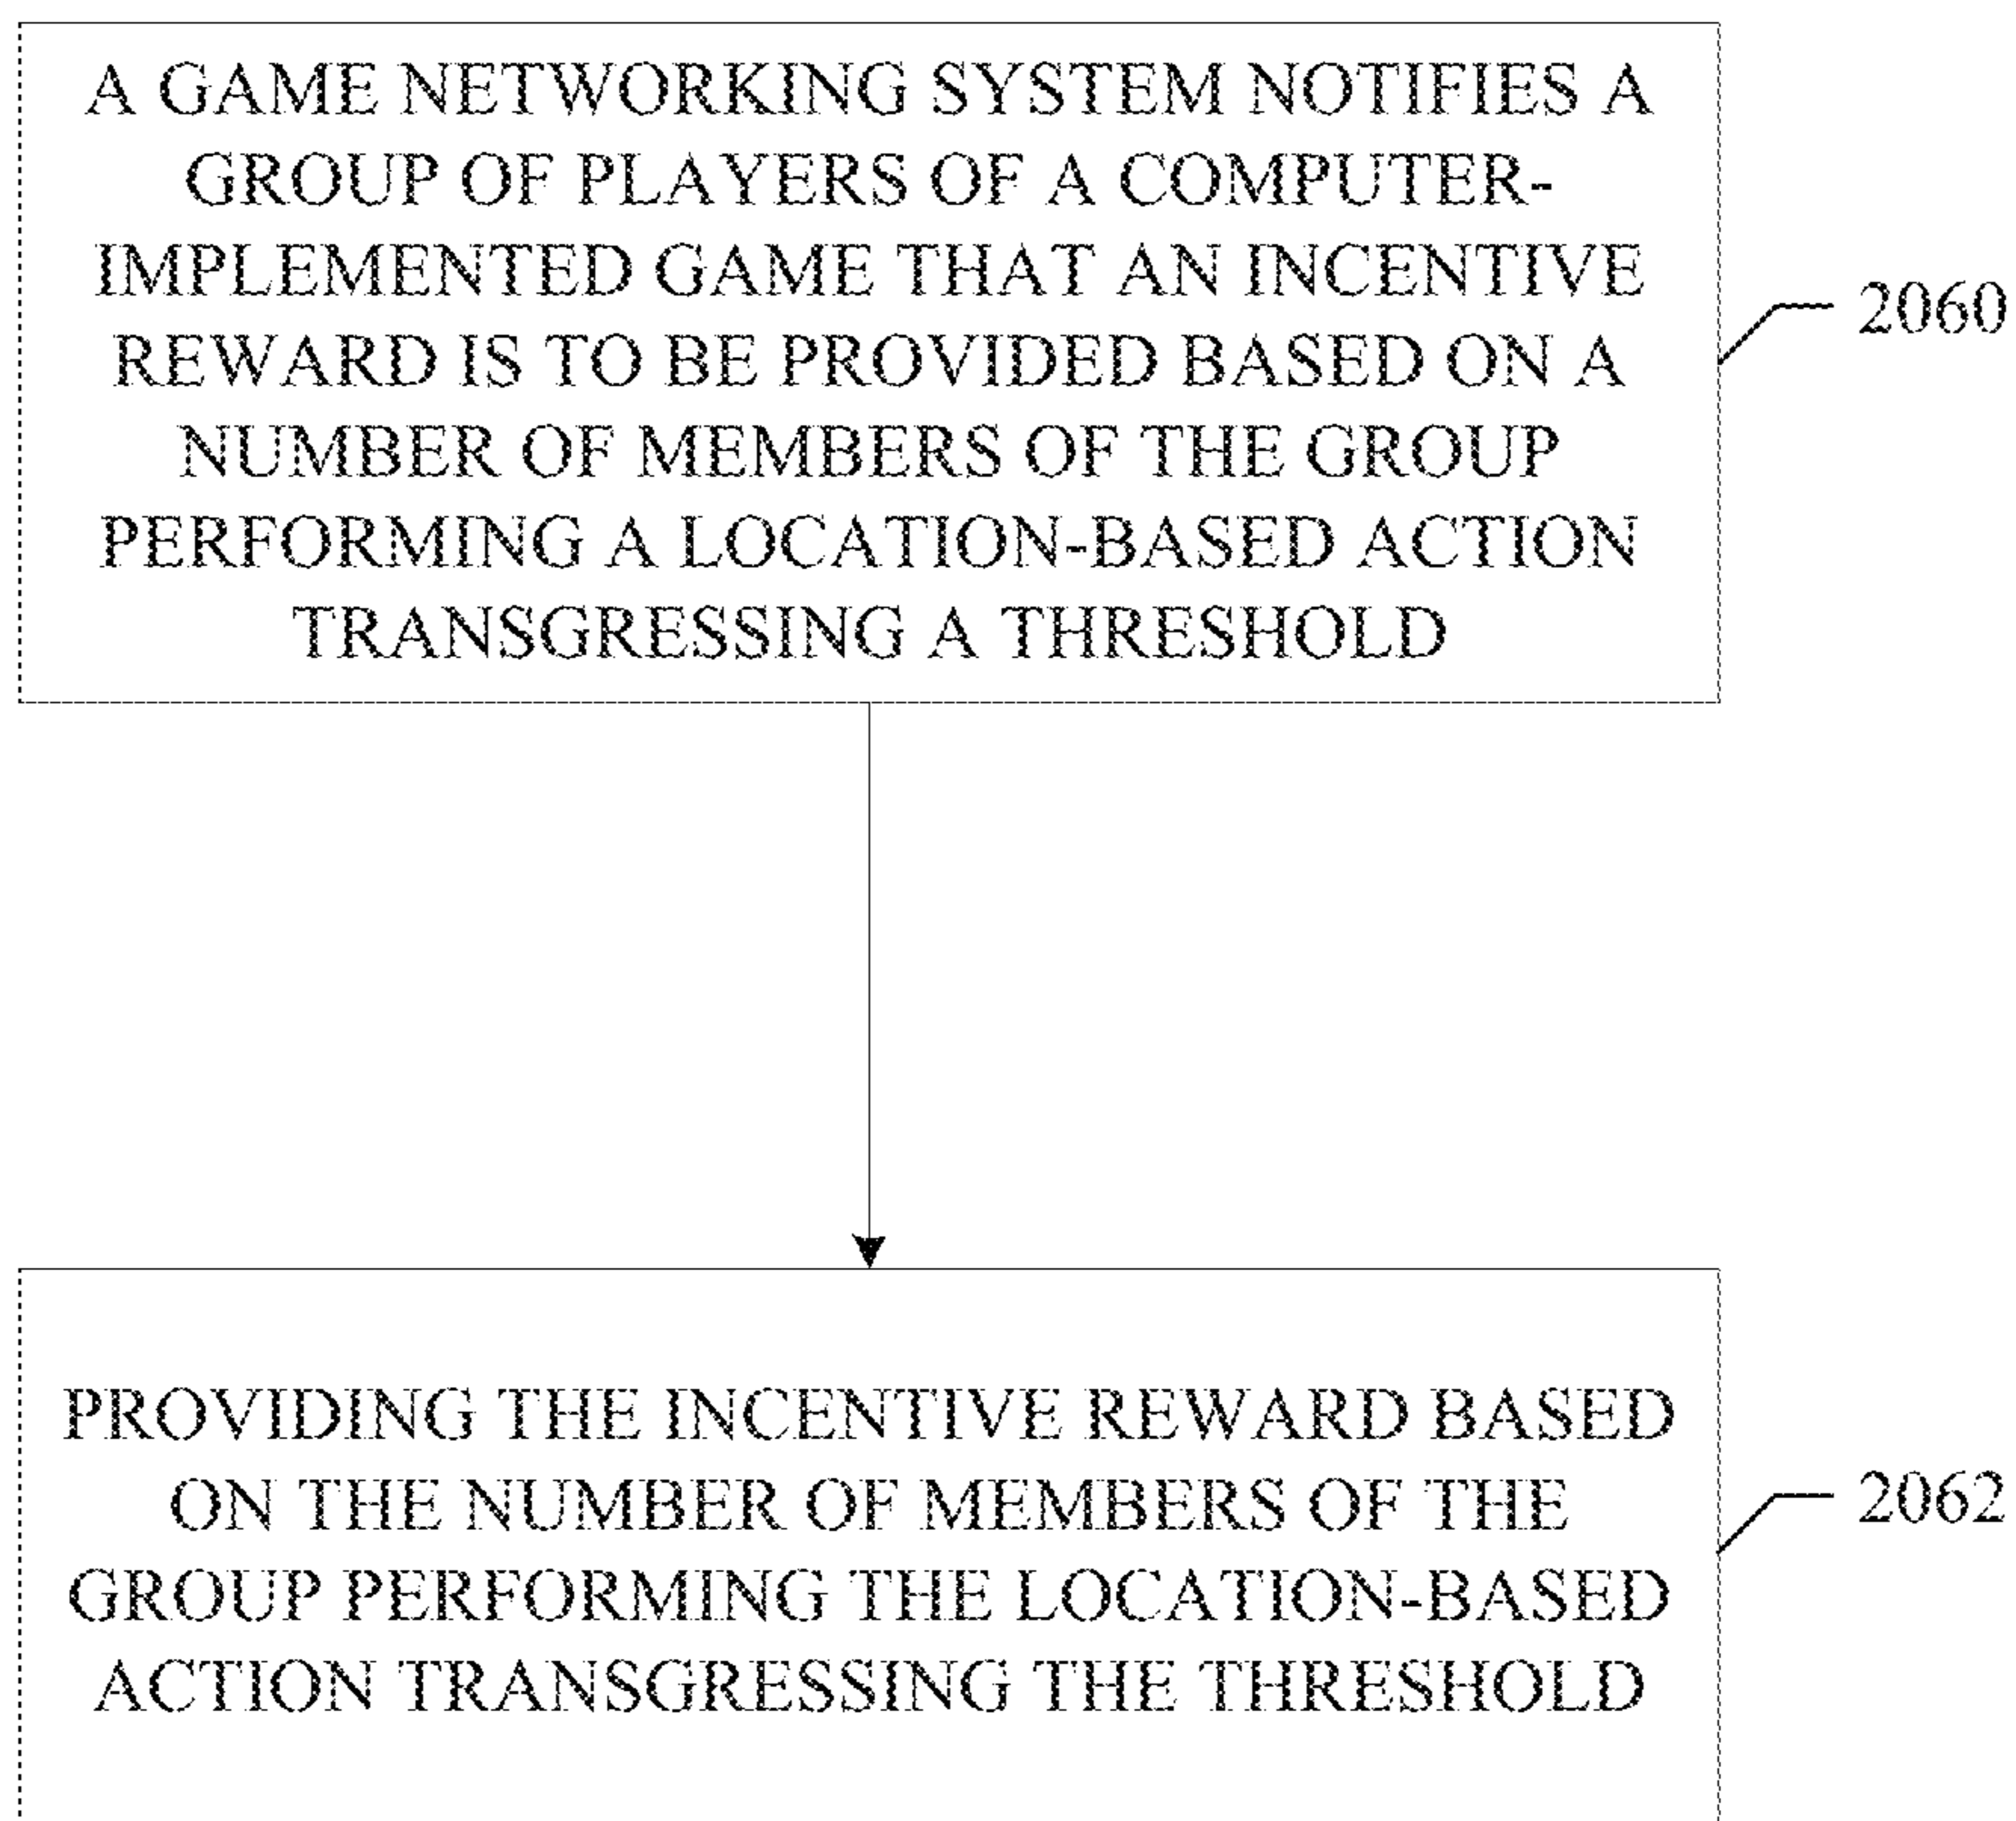 A GAME NETWORKING SYSTEM NOTIFIES A
GROUP OF PLAYERS OF A COMPUTER-
IMPLEMENTED GAME THAT AN INCENTIVE
REWARD IS TO BE PROVIDED BASED ON A
NUMBER OF MEMBERS OF THE GROUP
PERFORMING A LOCATION-BASED ACTION
TRANSGRESSING A THRESHOLD
2060
PROVIDING THE INCENTIVE REWARD BASED
ON THE NUMBER OF MEMBERS OF THE
GROUP PERFORMING THE LOCATION-BASED
ACTION TRANSGRESSING THE THRESHOLD
2062